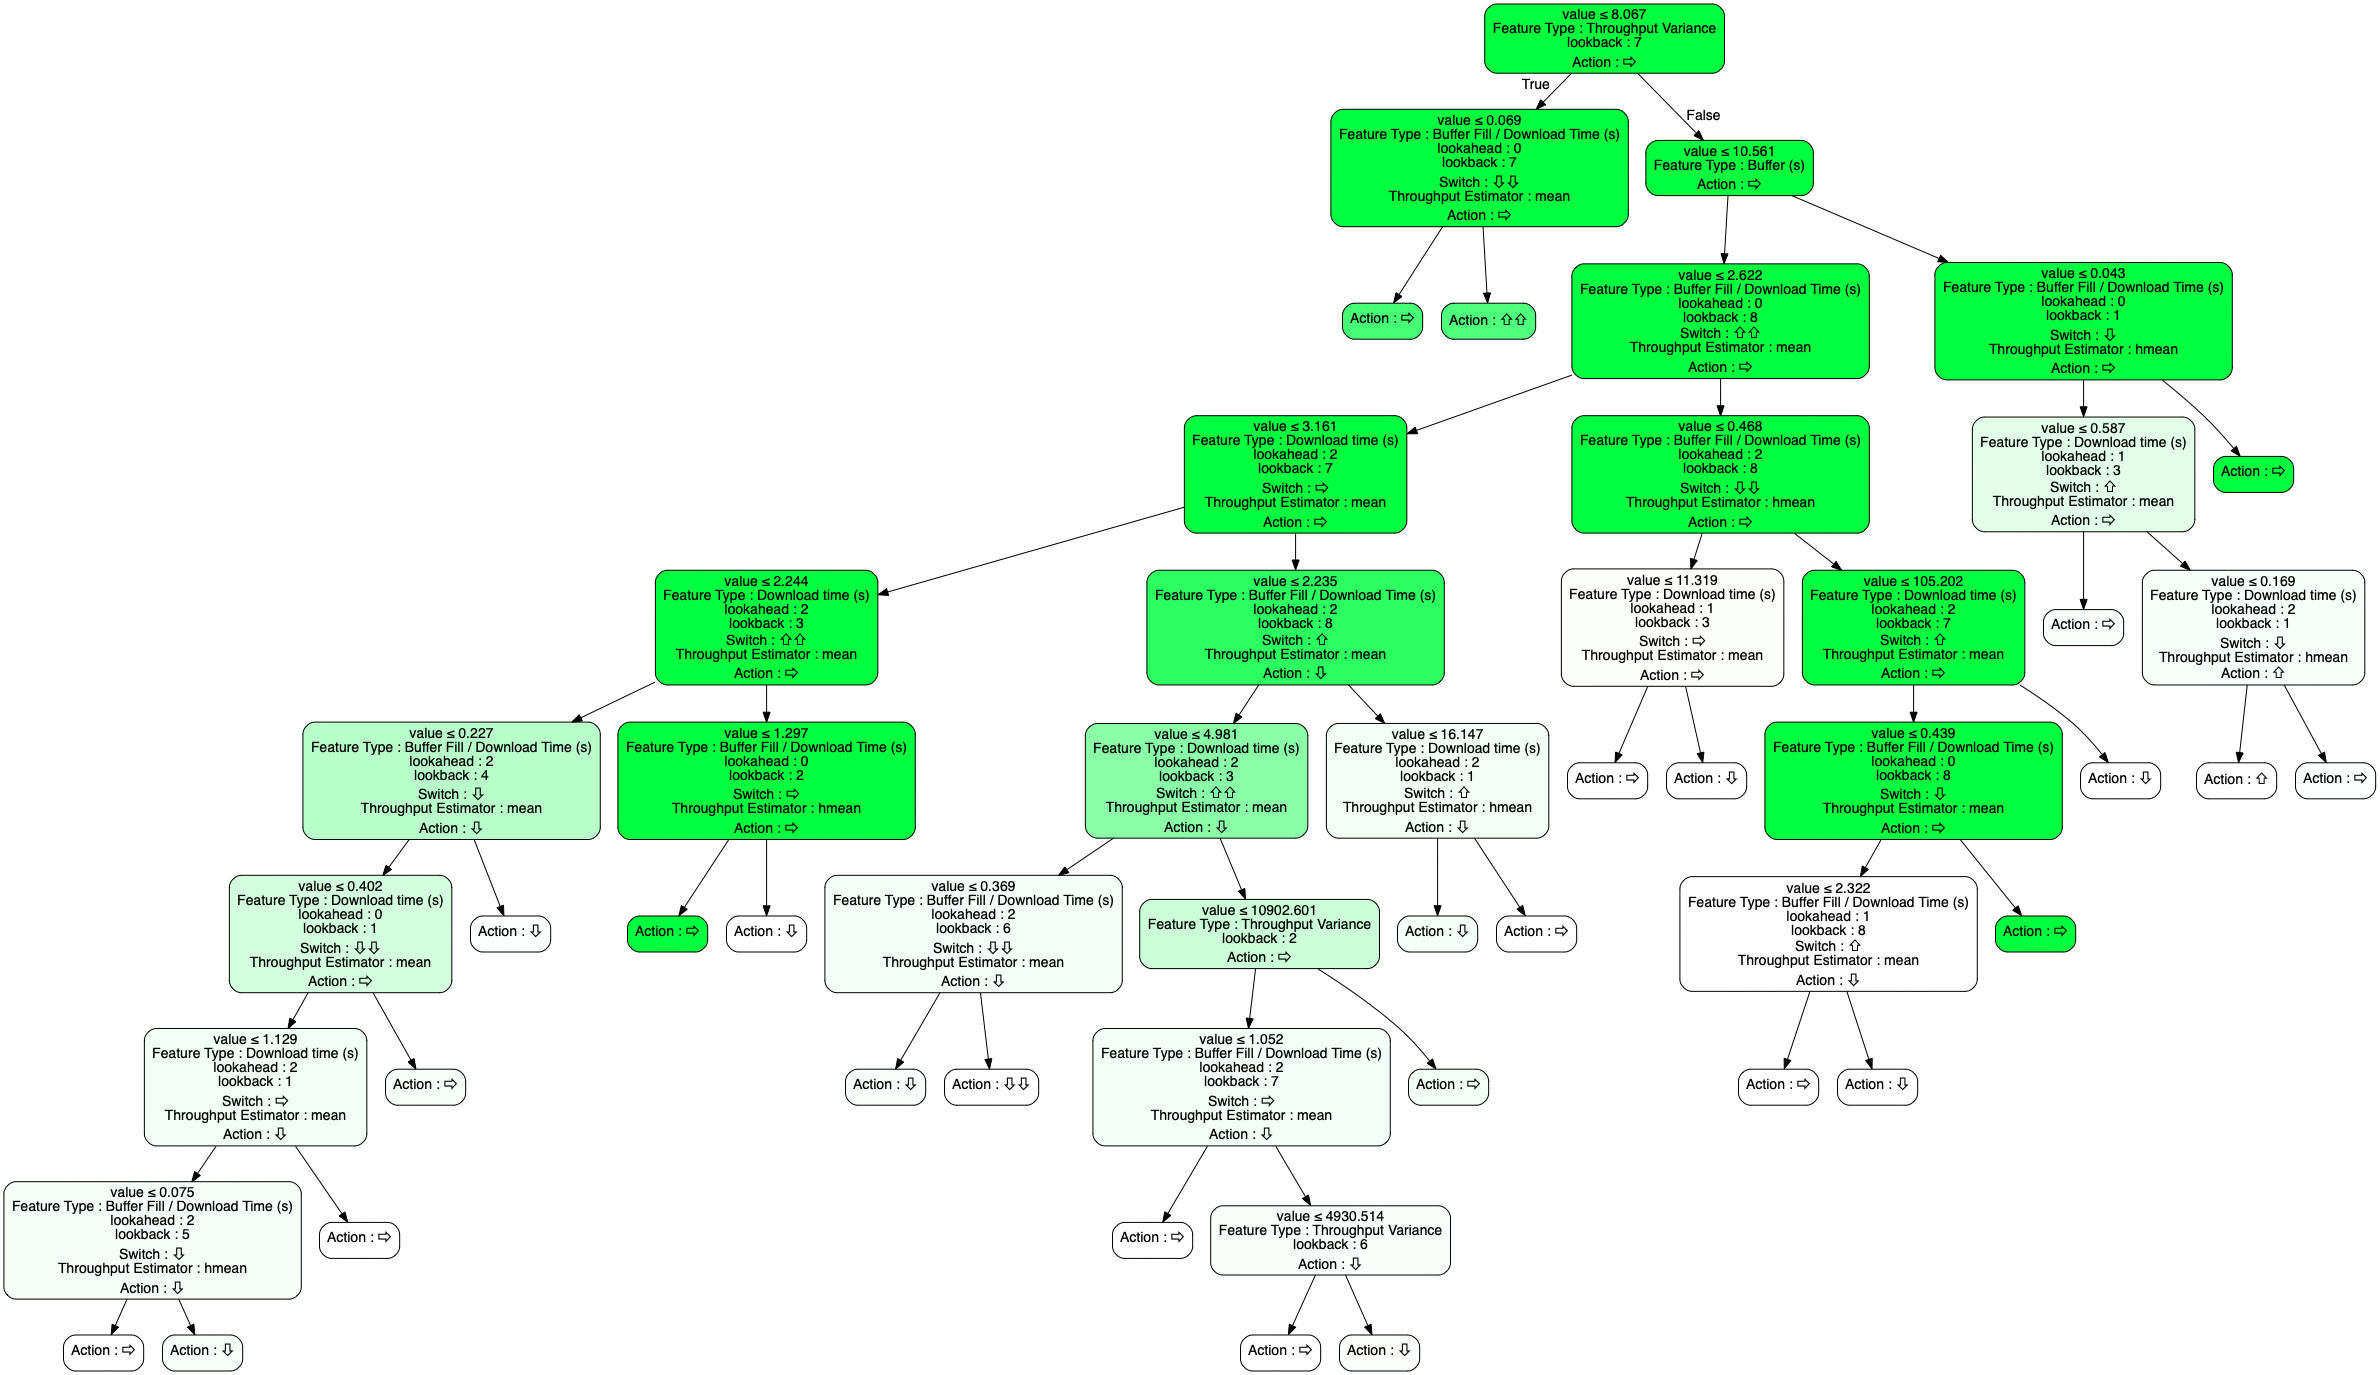 value ≤ 8.067
Feature Type : Throughput Variance
lookback : 7
Action : ⇨
True
False
value ≤ 0.069
Feature Type : Buffer Fill / Download Time (s)
lookahead : 0
lookback : 7
Switch : ⇩⇩
Throughput Estimator : mean
Action : ⇨
value ≤ 10.561
Feature Type : Buffer (s)
Action : ⇨
Action : ⇨
Action : ⇧⇧
value ≤ 2.622
Feature Type : Buffer Fill / Download Time (s)
lookahead : 0
lookback : 8
Switch : ⇧⇧
Throughput Estimator : mean
Action : ⇨
value ≤ 0.043
Feature Type : Buffer Fill / Download Time (s)
lookahead : 0
lookback : 1
Switch : ⇩
Throughput Estimator : hmean
Action : ⇨
value ≤ 3.161
Feature Type : Download time (s)
lookahead : 2
lookback : 7
Switch : ⇨
Throughput Estimator : mean
Action : ⇨
value ≤ 0.468
Feature Type : Buffer Fill / Download Time (s)
lookahead : 2
lookback : 8
Switch : ⇩⇩
Throughput Estimator : hmean
Action : ⇨
value ≤ 0.587
Feature Type : Download time (s)
lookahead : 1
lookback : 3
Switch : ⇧
Throughput Estimator : mean
Action : ⇨
Action : ⇨
value ≤ 2.244
Feature Type : Download time (s)
lookahead : 2
lookback : 3
Switch : ⇧⇧
Throughput Estimator : mean
Action : ⇨
value ≤ 2.235
Feature Type : Buffer Fill / Download Time (s)
lookahead : 2
lookback : 8
Switch : ⇧
Throughput Estimator : mean
Action : ⇩
value ≤ 11.319
Feature Type : Download time (s)
lookahead : 1
lookback : 3
Switch : ⇨
Throughput Estimator : mean
Action : ⇨
value ≤ 105.202
Feature Type : Download time (s)
lookahead : 2
lookback : 7
Switch : ⇧
Throughput Estimator : mean
Action : ⇨
Action : ⇨
value ≤ 0.169
Feature Type : Download time (s)
lookahead : 2
lookback : 1
Switch : ⇩
Throughput Estimator : hmean
Action : ⇧
value ≤ 0.227
Feature Type : Buffer Fill / Download Time (s)
lookahead : 2
lookback : 4
Switch : ⇩
Throughput Estimator : mean
Action : ⇩
value ≤ 1.297
Feature Type : Buffer Fill / Download Time (s)
lookahead : 0
lookback : 2
Switch : ⇨
Throughput Estimator : hmean
Action : ⇨
value ≤ 4.981
Feature Type : Download time (s)
lookahead : 2
lookback : 3
Switch : ⇧⇧
Throughput Estimator : mean
Action : ⇩
value ≤ 16.147
Feature Type : Download time (s)
lookahead : 2
lookback : 1
Switch : ⇧
Throughput Estimator : hmean
Action : ⇩
Action : ⇨
Action : ⇩
value ≤ 0.439
Feature Type : Buffer Fill / Download Time (s)
lookahead : 0
lookback : 8
Switch : ⇩
Throughput Estimator : mean
Action : ⇨
Action : ⇩
Action : ⇧
Action : ⇨
value ≤ 0.402
Feature Type : Download time (s)
lookahead : 0
lookback : 1
Switch : ⇩⇩
Throughput Estimator : mean
Action : ⇨
Action : ⇩
Action : ⇨
Action : ⇩
value ≤ 0.369
Feature Type : Buffer Fill / Download Time (s)
lookahead : 2
lookback : 6
Switch : ⇩⇩
Throughput Estimator : mean
Action : ⇩
value ≤ 10902.601
Feature Type : Throughput Variance
lookback : 2
Action : ⇨
Action : ⇩
Action : ⇨
value ≤ 2.322
Feature Type : Buffer Fill / Download Time (s)
lookahead : 1
lookback : 8
Switch : ⇧
Throughput Estimator : mean
Action : ⇩
Action : ⇨
value ≤ 1.129
Feature Type : Download time (s)
lookahead : 2
lookback : 1
Switch : ⇨
Throughput Estimator : mean
Action : ⇩
Action : ⇨
Action : ⇩
Action : ⇩⇩
value ≤ 1.052
Feature Type : Buffer Fill / Download Time (s)
lookahead : 2
lookback : 7
Switch : ⇨
Throughput Estimator : mean
Action : ⇩
Action : ⇨
Action : ⇨
Action : ⇩
value ≤ 0.075
Feature Type : Buffer Fill / Download Time (s)
lookahead : 2
lookback : 5
Switch : ⇩
Throughput Estimator : hmean
Action : ⇩
Action : ⇨
Action : ⇨
value ≤ 4930.514
Feature Type : Throughput Variance
lookback : 6
Action : ⇩
Action : ⇨
Action : ⇩
Action : ⇨
Action : ⇩